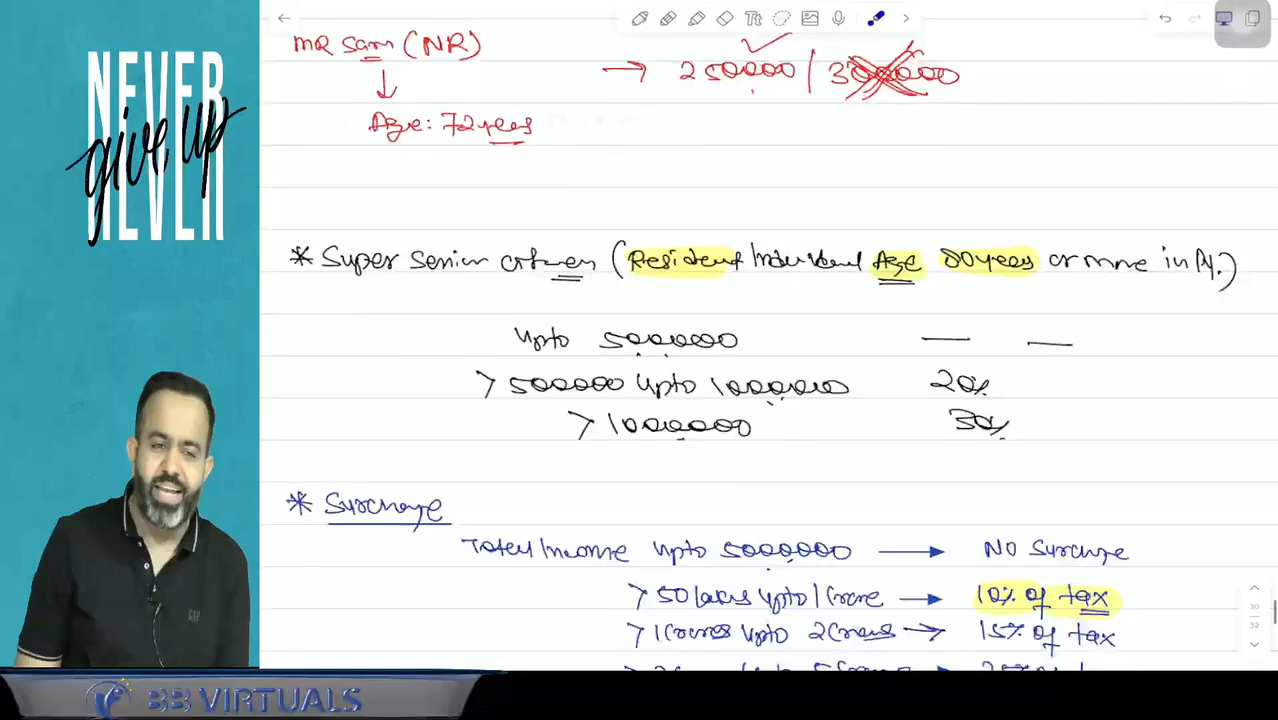 NEVER
give up
NEVER
MR Sam (NR)
→ 250000 | 300000
Age: 72 years
* Super Senior citizen (Resident Individual Age 80 years or more in P.Y.)
upto 5000000 — —
> 500000 upto 1000000 20%
> 1000000 30%
* Surcharge
Total Income upto 5000000 → No Surcharge
> 50 lacs upto 1 Crore → 10% of tax
> 1 Crores upto 2 Crores → 15% of tax
GAP
BB VIRTUALS